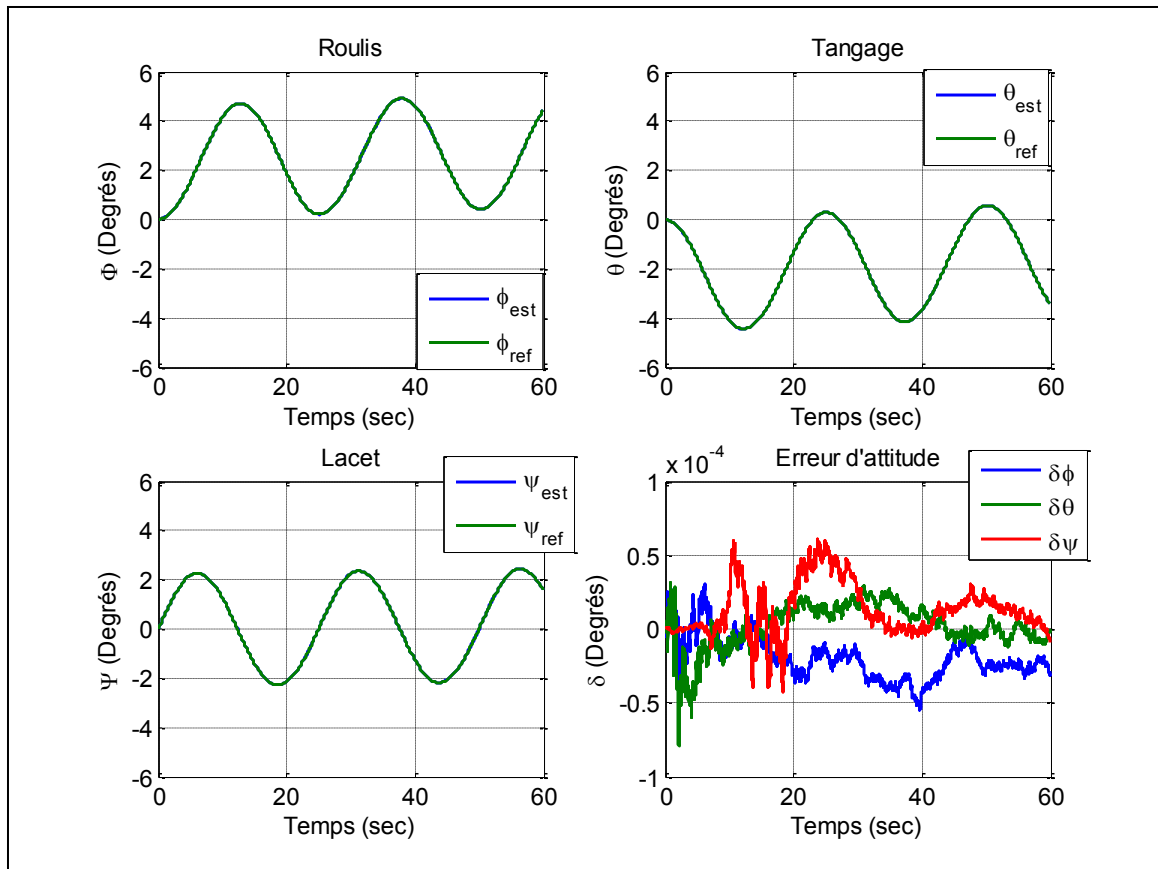 Roulis
6
4
2
0
-2
-4
-6
Φ (Degrés)
0 20 40 60
Temps (sec)
ϕest
ϕref
Tangage
6
4
2
0
-2
-4
-6
θ (Degrés)
0 20 40 60
Temps (sec)
θest
θref
Lacet
6
4
2
0
-2
-4
-6
Ψ (Degrés)
0 20 40 60
Temps (sec)
ψest
ψref
Erreur d'attitude
x 10-4
1
0.5
0
-0.5
-1
δ (Degrés)
0 20 40 60
Temps (sec)
δϕ
δθ
δψ